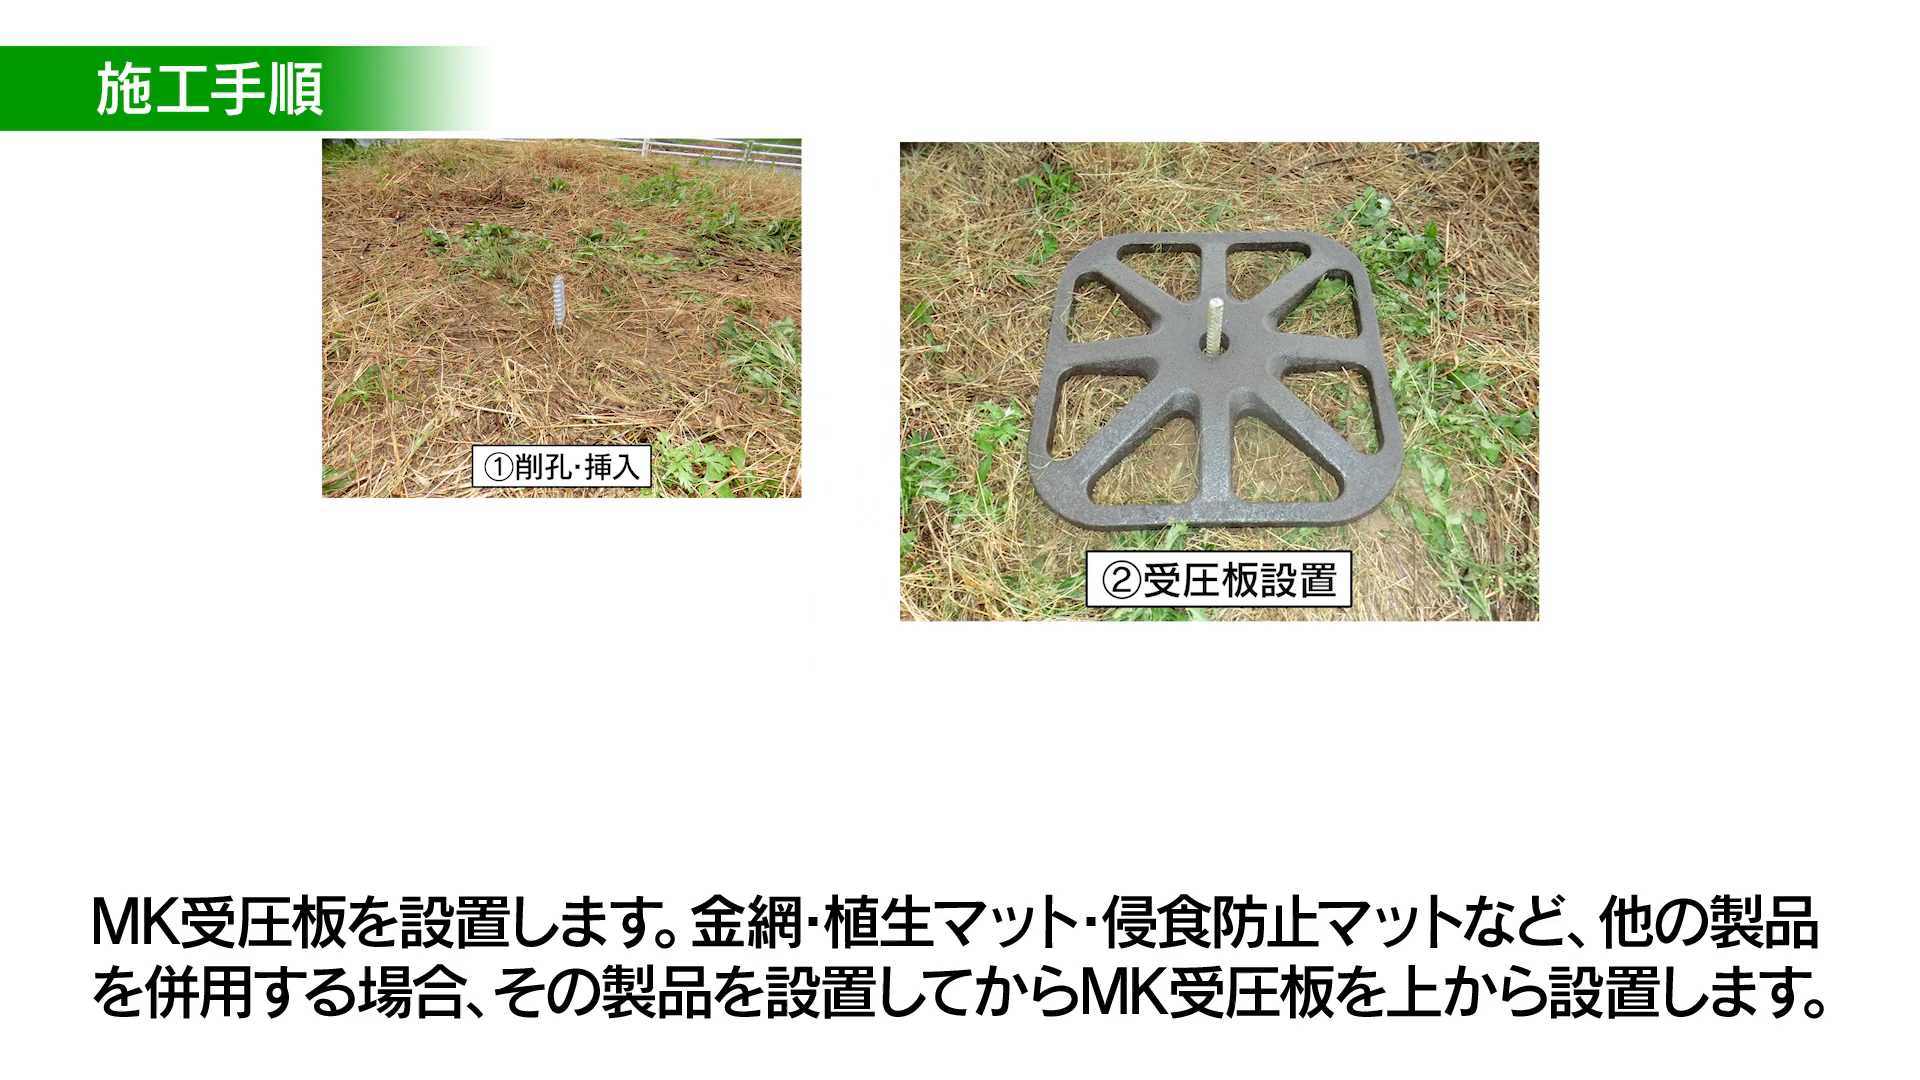 施工手順
①削孔・挿入
②受圧板設置
MK受圧板を設置します。金網・植生マット・侵食防止マットなど、他の製品
を併用する場合、その製品を設置してからMK受圧板を上から設置します。